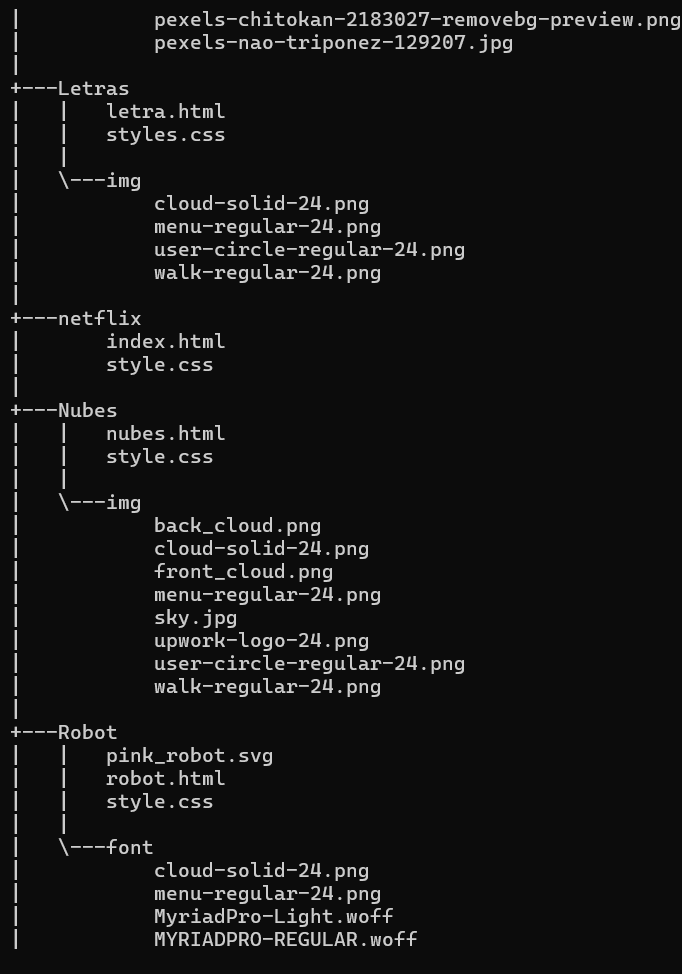 |           pexels-chitokan-2183027-removebg-preview.png
|           pexels-nao-triponez-129207.jpg
|
+---Letras
|   |   letra.html
|   |   styles.css
|   |
|   \---img
|           cloud-solid-24.png
|           menu-regular-24.png
|           user-circle-regular-24.png
|           walk-regular-24.png
|
+---netflix
|       index.html
|       style.css
|
+---Nubes
|   |   nubes.html
|   |   style.css
|   |
|   \---img
|           back_cloud.png
|           cloud-solid-24.png
|           front_cloud.png
|           menu-regular-24.png
|           sky.jpg
|           upwork-logo-24.png
|           user-circle-regular-24.png
|           walk-regular-24.png
|
+---Robot
|   |   pink_robot.svg
|   |   robot.html
|   |   style.css
|   |
|   \---font
|           cloud-solid-24.png
|           menu-regular-24.png
|           MyriadPro-Light.woff
|           MYRIADPRO-REGULAR.woff